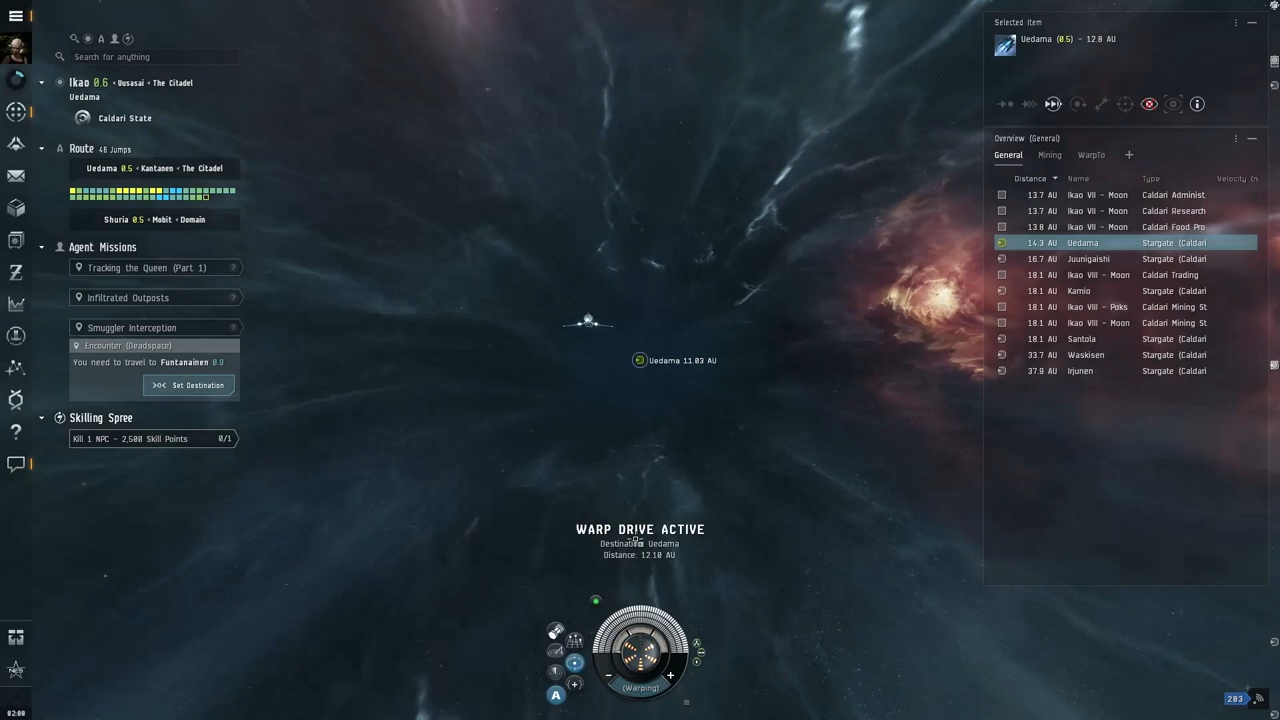 Search for anything
Ikao 0.6 < Uusasai < The Citadel
Uedama
Caldari State
Route 46 Jumps
Uedama 0.5 < Kantanen < The Citadel
Shuria 0.5 < Mobit < Domain
Agent Missions
Tracking the Queen (Part 1) ?
Infiltrated Outposts ?
Smuggler Interception ?
Encounter (Deadspace)
You need to travel to Funtanainen 0.9
Set Destination
Skilling Spree
Kill 1 NPC - 2,500 Skill Points 0/1
02:00
Uedama 11.03 AU
WARP DRIVE ACTIVE
Destination Uedama
Distance: 12.10 AU
(Warping)
A
Selected Item
Uedama (0.5) - 12.8 AU
Overview (General)
General Mining WarpTo +
Distance Name Type Velocity (m
13.7 AU Ikao VII - Moon Caldari Administ
13.7 AU Ikao VII - Moon Caldari Research
13.8 AU Ikao VII - Moon Caldari Food Pro
14.3 AU Uedama Stargate (Caldari
16.7 AU Juunigaishi Stargate (Caldari
18.1 AU Ikao VIII - Moon Caldari Trading
18.1 AU Kamio Stargate (Caldari
18.1 AU Ikao VIII - Poks Caldari Mining St
18.1 AU Ikao VIII - Moon Caldari Mining St
18.1 AU Santola Stargate (Caldari
33.7 AU Waskisen Stargate (Caldari
37.9 AU Irjunen Stargate (Caldari
203